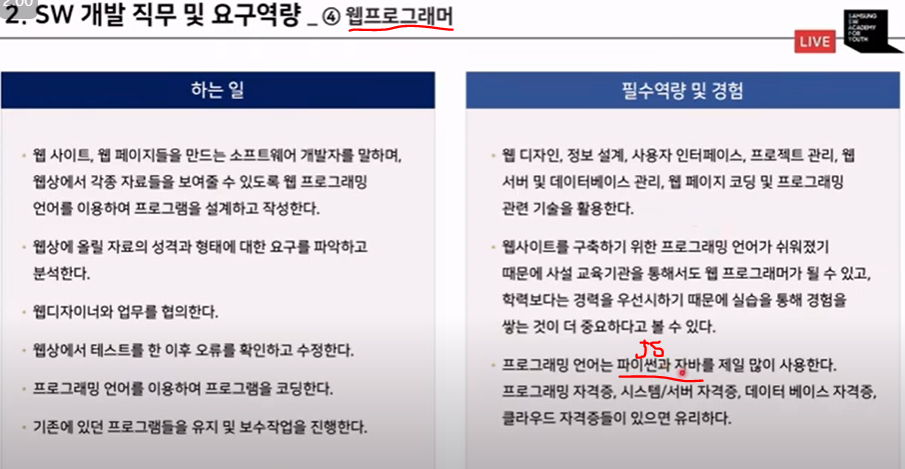 2:00
2. SW 개발 직무 및 요구역량 _ ④ 웹프로그래머
LIVE
SAMSUNG
SW
ACADEMY
FOR
YOUTH
하는 일
웹 사이트, 웹 페이지들을 만드는 소프트웨어 개발자를 말하며,
웹상에서 각종 자료들을 보여줄 수 있도록 웹 프로그래밍
언어를 이용하여 프로그램을 설계하고 작성한다.
웹상에 올릴 자료의 성격과 형태에 대한 요구를 파악하고
분석한다.
웹디자이너와 업무를 협의한다.
웹상에서 테스트를 한 이후 오류를 확인하고 수정한다.
프로그래밍 언어를 이용하여 프로그램을 코딩한다.
기존에 있던 프로그램들을 유지 및 보수작업을 진행한다.
필수역량 및 경험
웹 디자인, 정보 설계, 사용자 인터페이스, 프로젝트 관리, 웹
서버 및 데이터베이스 관리, 웹 페이지 코딩 및 프로그래밍
관련 기술을 활용한다.
웹사이트를 구축하기 위한 프로그래밍 언어가 쉬워졌기
때문에 사설 교육기관을 통해서도 웹 프로그래머가 될 수 있고,
학력보다는 경력을 우선시하기 때문에 실습을 통해 경험을
쌓는 것이 더 중요하다고 볼 수 있다.
JS
프로그래밍 언어는 파이썬과 자바를 제일 많이 사용한다.
프로그래밍 자격증, 시스템/서버 자격증, 데이터 베이스 자격증,
클라우드 자격증들이 있으면 유리하다.